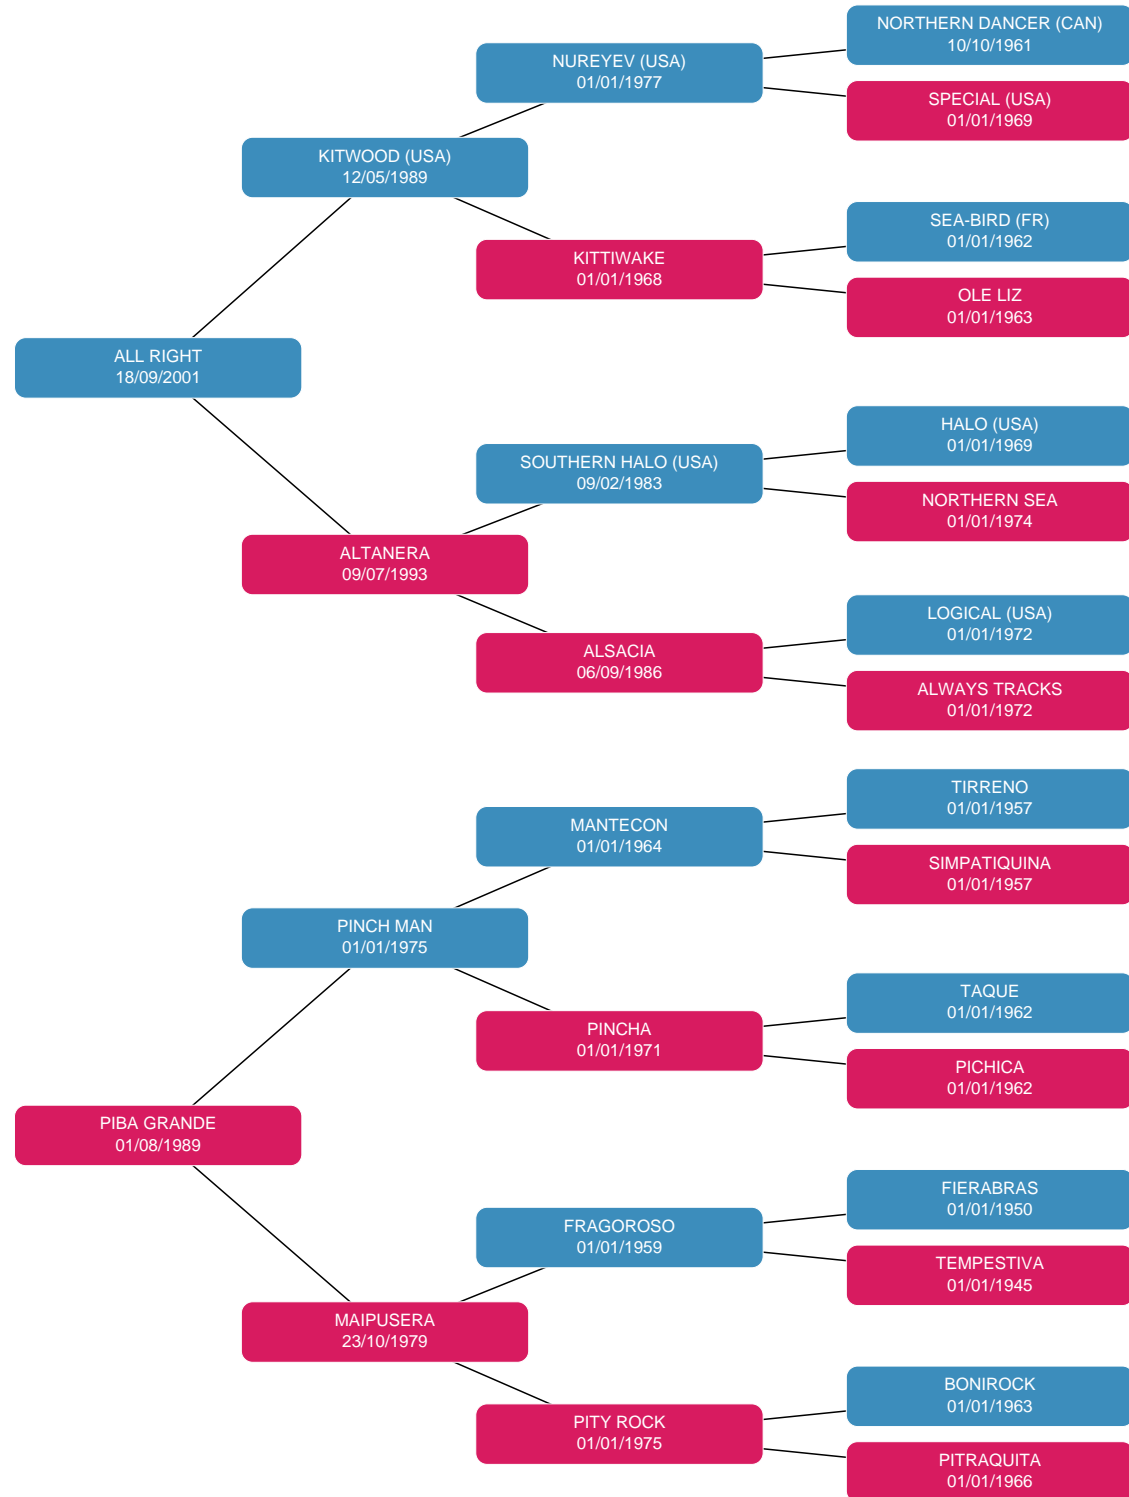 NORTHERN DANCER (CAN)
10/10/1961
NUREYEV (USA)
01/01/1977
SPECIAL (USA)
01/01/1969
KITWOOD (USA)
12/05/1989
SEA-BIRD (FR)
01/01/1962
KITTIWAKE
01/01/1968
OLE LIZ
01/01/1963
ALL RIGHT
18/09/2001
HALO (USA)
01/01/1969
SOUTHERN HALO (USA)
09/02/1983
NORTHERN SEA
01/01/1974
ALTANERA
09/07/1993
LOGICAL (USA)
01/01/1972
ALSACIA
06/09/1986
ALWAYS TRACKS
01/01/1972
TIRRENO
01/01/1957
MANTECON
01/01/1964
SIMPATIQUINA
01/01/1957
PINCH MAN
01/01/1975
TAQUE
01/01/1962
PINCHA
01/01/1971
PICHICA
01/01/1962
PIBA GRANDE
01/08/1989
FIERABRAS
01/01/1950
FRAGOROSO
01/01/1959
TEMPESTIVA
01/01/1945
MAIPUSERA
23/10/1979
BONIROCK
01/01/1963
PITY ROCK
01/01/1975
PITRAQUITA
01/01/1966